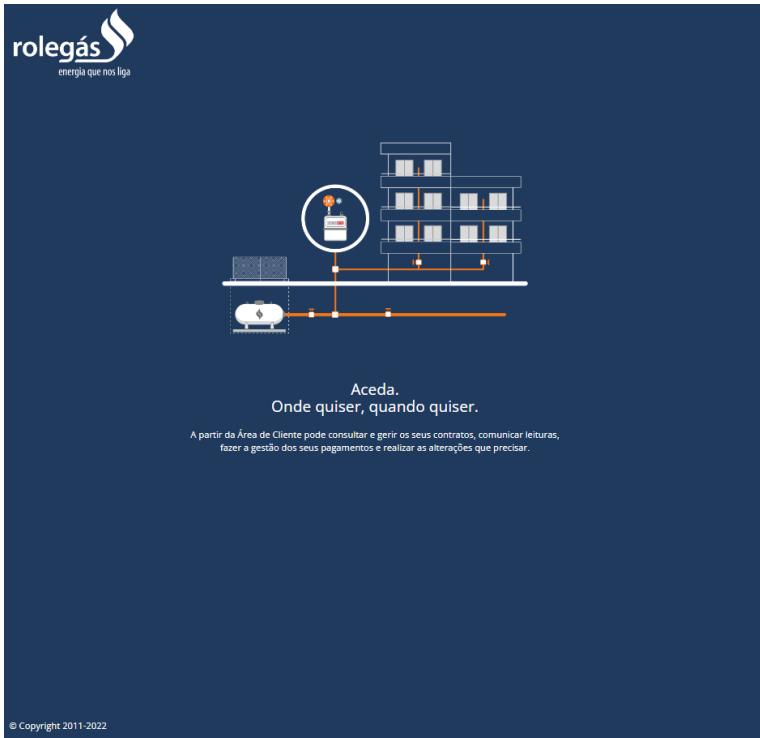 rolegás
energia que nos liga
Aceda.
Onde quiser, quando quiser.
A partir da Área de Cliente pode consultar e gerir os seus contratos, comunicar leituras,
fazer a gestão dos seus pagamentos e realizar as alterações que precisar.
© Copyright 2011-2022